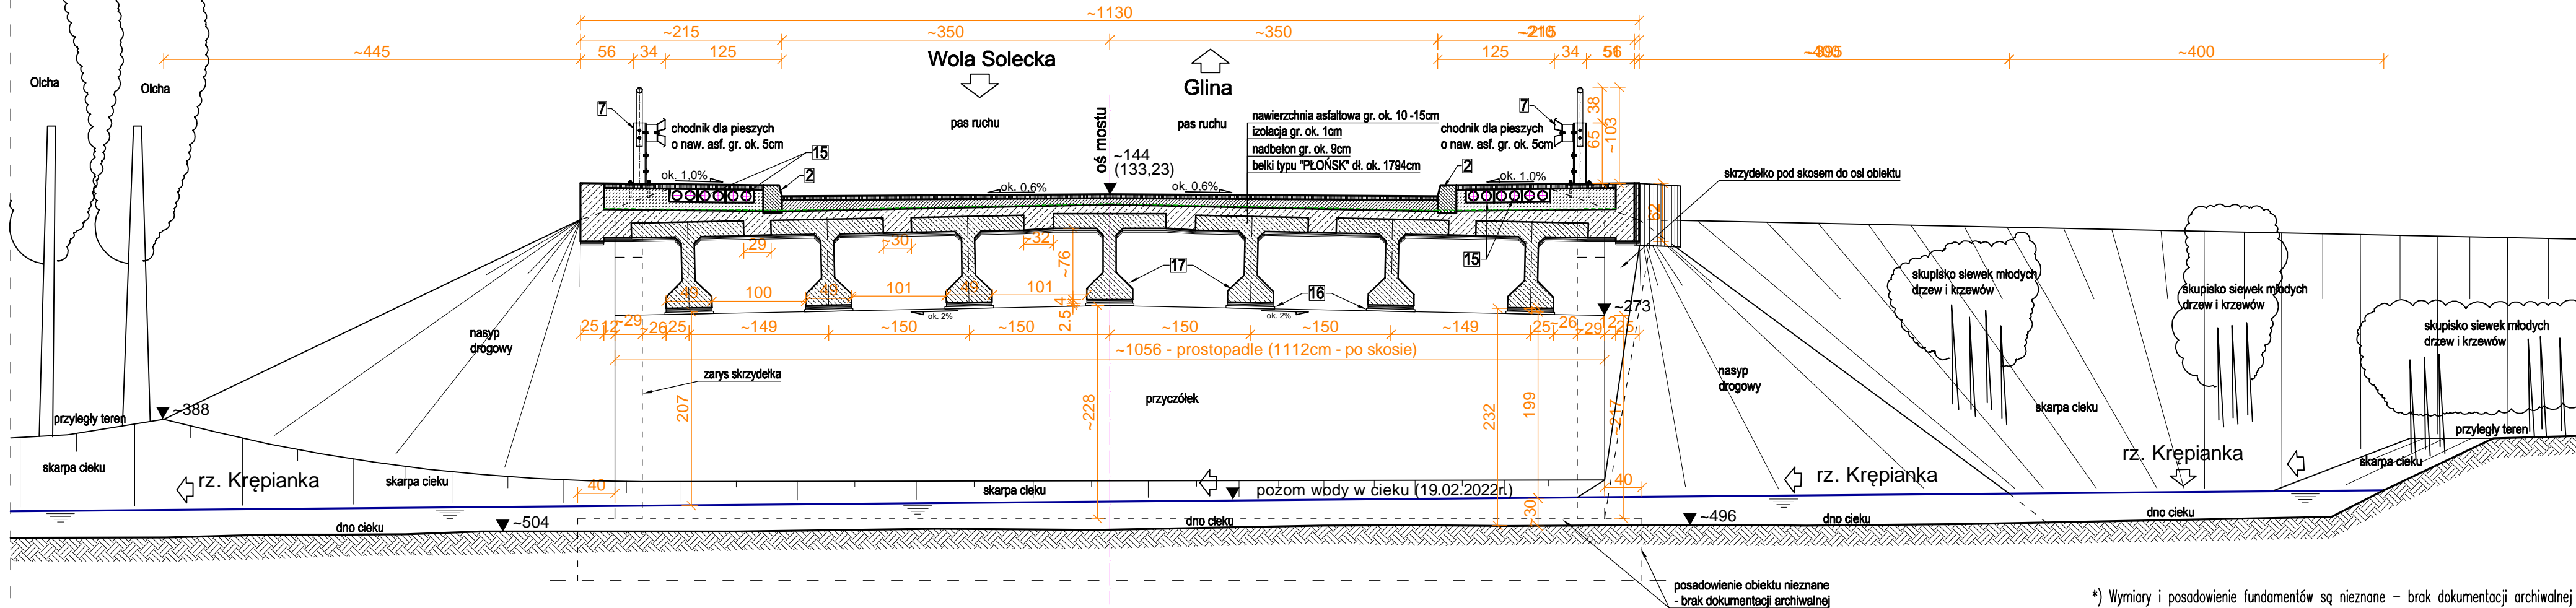 ~1130
~215
~350
~350
~445
56
34
125
125
34
~400
Wola Solecka
Glina
Olcha
Olcha
7
chodnik dla pieszych
o naw. asf. gr. ok. 5cm
15
2
pas ruchu
oś mostu
pas ruchu
~144
(133,23)
nawierzchnia asfaltowa gr. ok. 10 -15cm
izolacja gr. ok. 1cm
nadbeton gr. ok. 9cm
belki typu "PŁOŃSK" dł. ok. 1794cm
7
chodnik dla pieszych
o naw. asf. gr. ok. 5cm
2
38
65
~103
ok. 1,0%
ok. 0,6%
ok. 0,6%
ok. 1,0%
skrzydełko pod skosem do osi obiektu
62
29
~30
~32
~76
17
15
16
49
100
49
101
49
101
4
2.5
ok. 2%
ok. 2%
~273
25
12
~29
~26
25
~149
~150
~150
~150
~150
~149
25
~26
~29
12
25
~1056 - prostopadle (1112cm - po skosie)
zarys skrzydełka
nasyp
drogowy
przyczółek
207
~228
232
199
~217
nasyp
drogowy
skupisko siewek młodych
drzew i krzewów
skupisko siewek młodych
drzew i krzewów
skupisko siewek młodych
drzew i krzewów
skarpa cieku
przyległy teren
~388
przyległy teren
skarpa cieku
rz. Krępianka
skarpa cieku
40
skarpa cieku
pozom wody w cieku (19.02.2022r.)
40
rz. Krępianka
rz. Krępianka
skarpa cieku
dno cieku
~504
dno cieku
~30
~496
dno cieku
dno cieku
posadowienie obiektu nieznane
- brak dokumentacji archiwalnej
*) Wymiary i posadowienie fundamentów są nieznane – brak dokumentacji archiwalnej